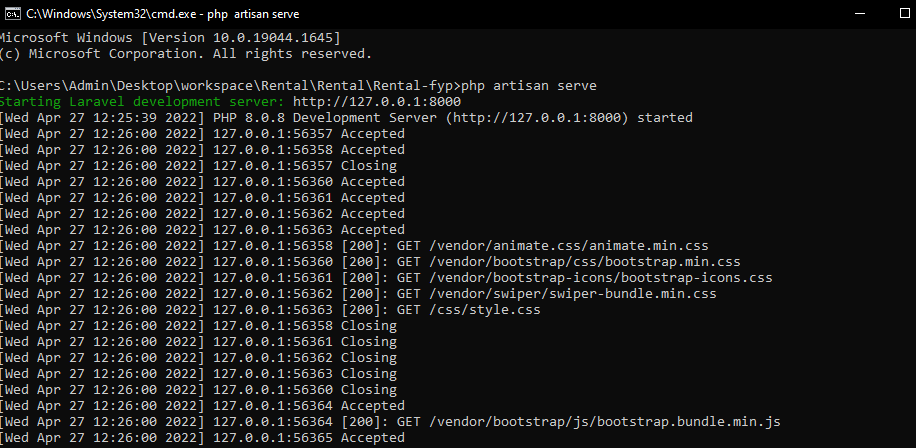 C:\Windows\System32\cmd.exe - php  artisan serve
Microsoft Windows [Version 10.0.19044.1645]
(c) Microsoft Corporation. All rights reserved.
C:\Users\Admin\Desktop\workspace\Rental\Rental\Rental-fyp>php artisan serve
Starting Laravel development server: http://127.0.0.1:8000
[Wed Apr 27 12:25:39 2022] PHP 8.0.8 Development Server (http://127.0.0.1:8000) started
[Wed Apr 27 12:26:00 2022] 127.0.0.1:56357 Accepted
[Wed Apr 27 12:26:00 2022] 127.0.0.1:56358 Accepted
[Wed Apr 27 12:26:00 2022] 127.0.0.1:56357 Closing
[Wed Apr 27 12:26:00 2022] 127.0.0.1:56360 Accepted
[Wed Apr 27 12:26:00 2022] 127.0.0.1:56361 Accepted
[Wed Apr 27 12:26:00 2022] 127.0.0.1:56362 Accepted
[Wed Apr 27 12:26:00 2022] 127.0.0.1:56363 Accepted
[Wed Apr 27 12:26:00 2022] 127.0.0.1:56358 [200]: GET /vendor/animate.css/animate.min.css
[Wed Apr 27 12:26:00 2022] 127.0.0.1:56360 [200]: GET /vendor/bootstrap/css/bootstrap.min.css
[Wed Apr 27 12:26:00 2022] 127.0.0.1:56361 [200]: GET /vendor/bootstrap-icons/bootstrap-icons.css
[Wed Apr 27 12:26:00 2022] 127.0.0.1:56362 [200]: GET /vendor/swiper/swiper-bundle.min.css
[Wed Apr 27 12:26:00 2022] 127.0.0.1:56363 [200]: GET /css/style.css
[Wed Apr 27 12:26:00 2022] 127.0.0.1:56358 Closing
[Wed Apr 27 12:26:00 2022] 127.0.0.1:56361 Closing
[Wed Apr 27 12:26:00 2022] 127.0.0.1:56362 Closing
[Wed Apr 27 12:26:00 2022] 127.0.0.1:56363 Closing
[Wed Apr 27 12:26:00 2022] 127.0.0.1:56360 Closing
[Wed Apr 27 12:26:00 2022] 127.0.0.1:56364 Accepted
[Wed Apr 27 12:26:00 2022] 127.0.0.1:56364 [200]: GET /vendor/bootstrap/js/bootstrap.bundle.min.js
[Wed Apr 27 12:26:00 2022] 127.0.0.1:56365 Accepted